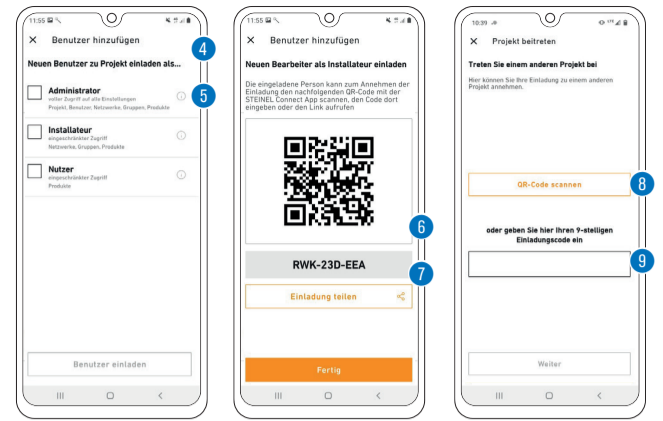 11:55
Benutzer hinzufügen
4
Neuen Benutzer zu Projekt einladen als...
Administrator
voller Zugriff auf alle Einstellungen
Projekt, Benutzer, Netzwerke, Gruppen, Produkte
5
Installateur
eingeschränkter Zugriff
Netzwerke, Gruppen, Produkte
Nutzer
eingeschränkter Zugriff
Produkte
Benutzer einladen
11:55
Benutzer hinzufügen
Neuen Bearbeiter als Installateur einladen
Die eingeladene Person kann zum Annehmen der
Einladung den nachfolgenden QR-Code mit der
STEINEL Connect App scannen, den Code dort
eingeben oder den Link aufrufen
6
RWK-23D-EEA
7
Einladung teilen
Fertig
10:39
Projekt beitreten
Treten Sie einem anderen Projekt bei
Hier können Sie Ihre Einladung zu einem anderen
Projekt annehmen.
QR-Code scannen
8
oder geben Sie hier Ihren 9-stelligen
Einladungscode ein
9
Weiter